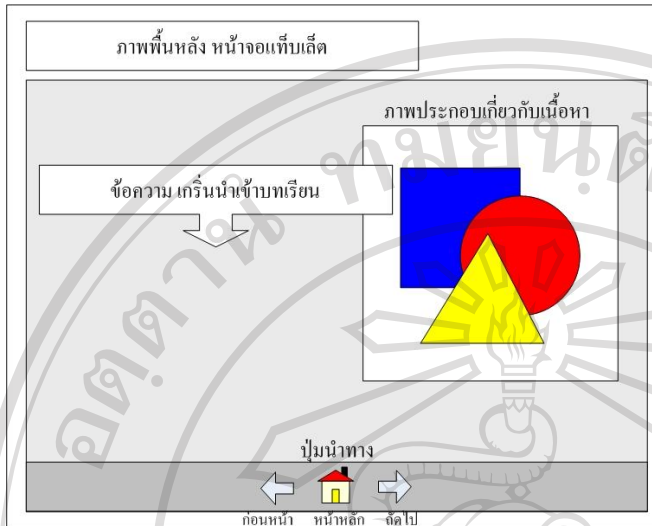 ภาพพื้นหลัง หน้าจอแท็บเล็ต
ภาพประกอบเกี่ยวกับเนื้อหา
ข้อความ เกริ่นนำเข้าบทเรียน
ปุ่มนำทาง
ก่อนหน้า หน้าหลัก ถัดไป